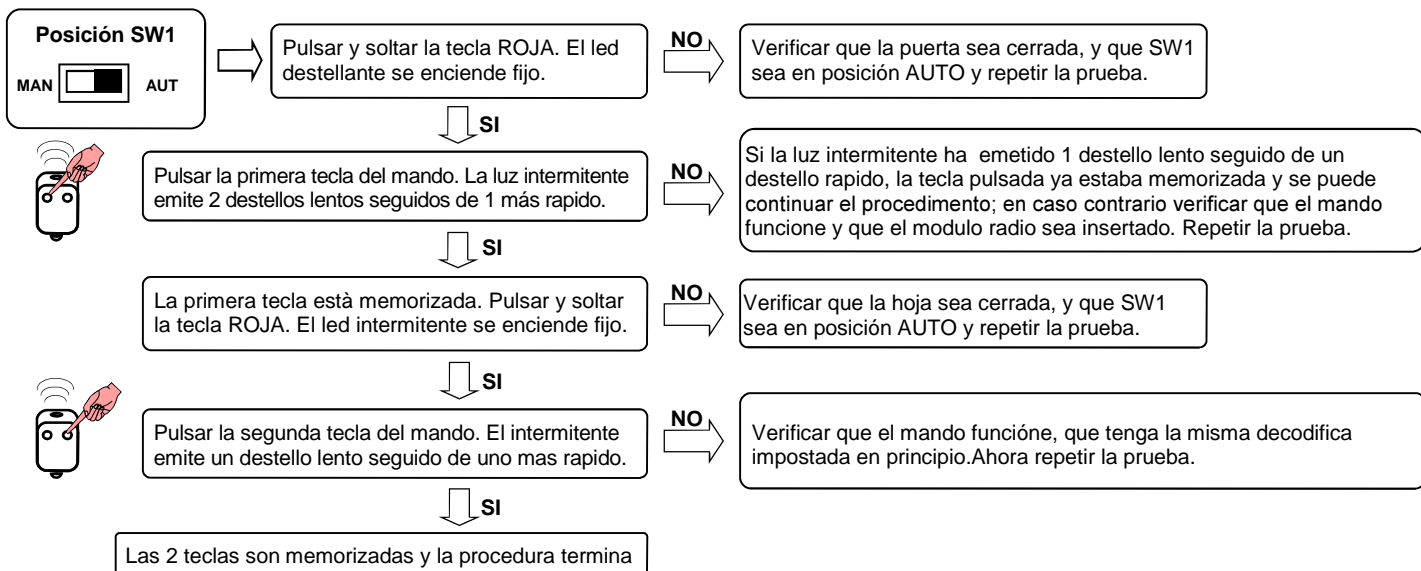 Posición SW1
MAN
AUT
Pulsar y soltar la tecla ROJA. El led
destellante se enciende fijo.
NO
Verificar que la puerta sea cerrada, y que SW1
sea en posición AUTO y repetir la prueba.
SI
Pulsar la primera tecla del mando. La luz intermitente
emite 2 destellos lentos seguidos de 1 más rapido.
NO
Si la luz intermitente ha emetido 1 destello lento seguido de un
destello rapido, la tecla pulsada ya estaba memorizada y se puede
continuar el procedimento; en caso contrario verificar que el mando
funcione y que el modulo radio sea insertado. Repetir la prueba.
SI
La primera tecla està memorizada. Pulsar y soltar
la tecla ROJA. El led intermitente se enciende fijo.
NO
Verificar que la hoja sea cerrada, y que SW1
sea en posición AUTO y repetir la prueba.
SI
Pulsar la segunda tecla del mando. El intermitente
emite un destello lento seguido de uno mas rapido.
NO
Verificar que el mando funcióne, que tenga la misma decodifica
impostada en principio.Ahora repetir la prueba.
SI
Las 2 teclas son memorizadas y la procedura termina